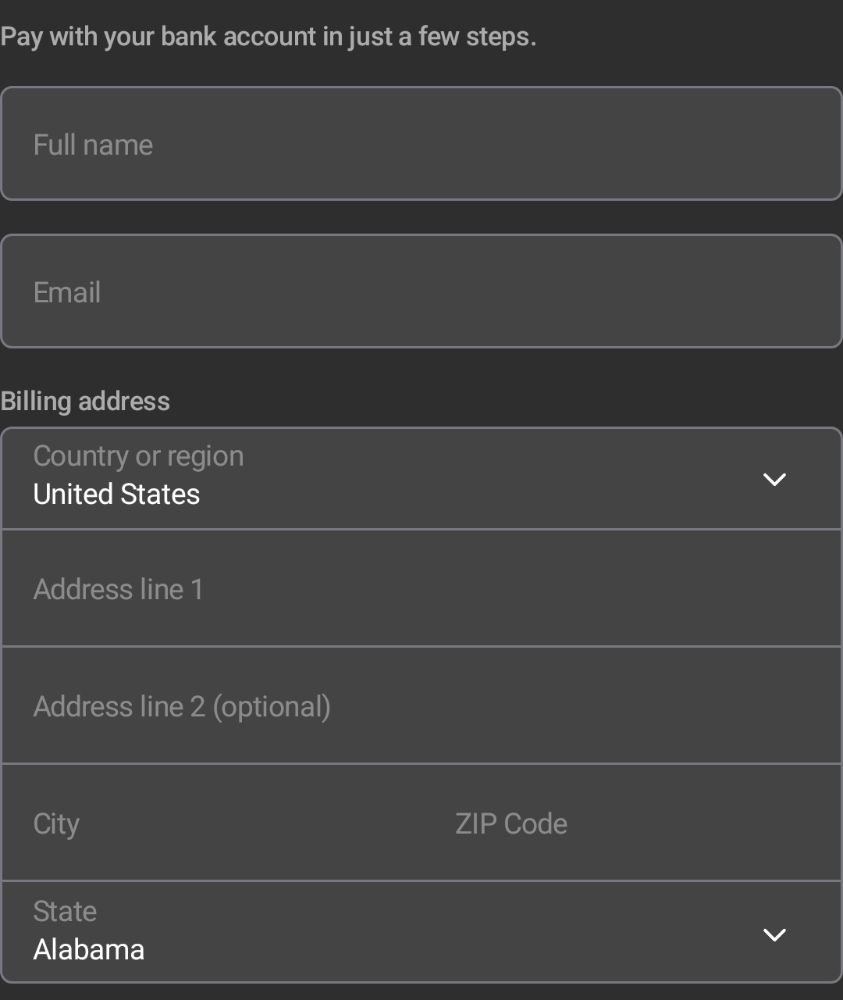 Pay with your bank account in just a few steps.
Full name
Email
Billing address
Country or region
United States
Address line 1
Address line 2 (optional)
City ZIP Code
State
Alabama